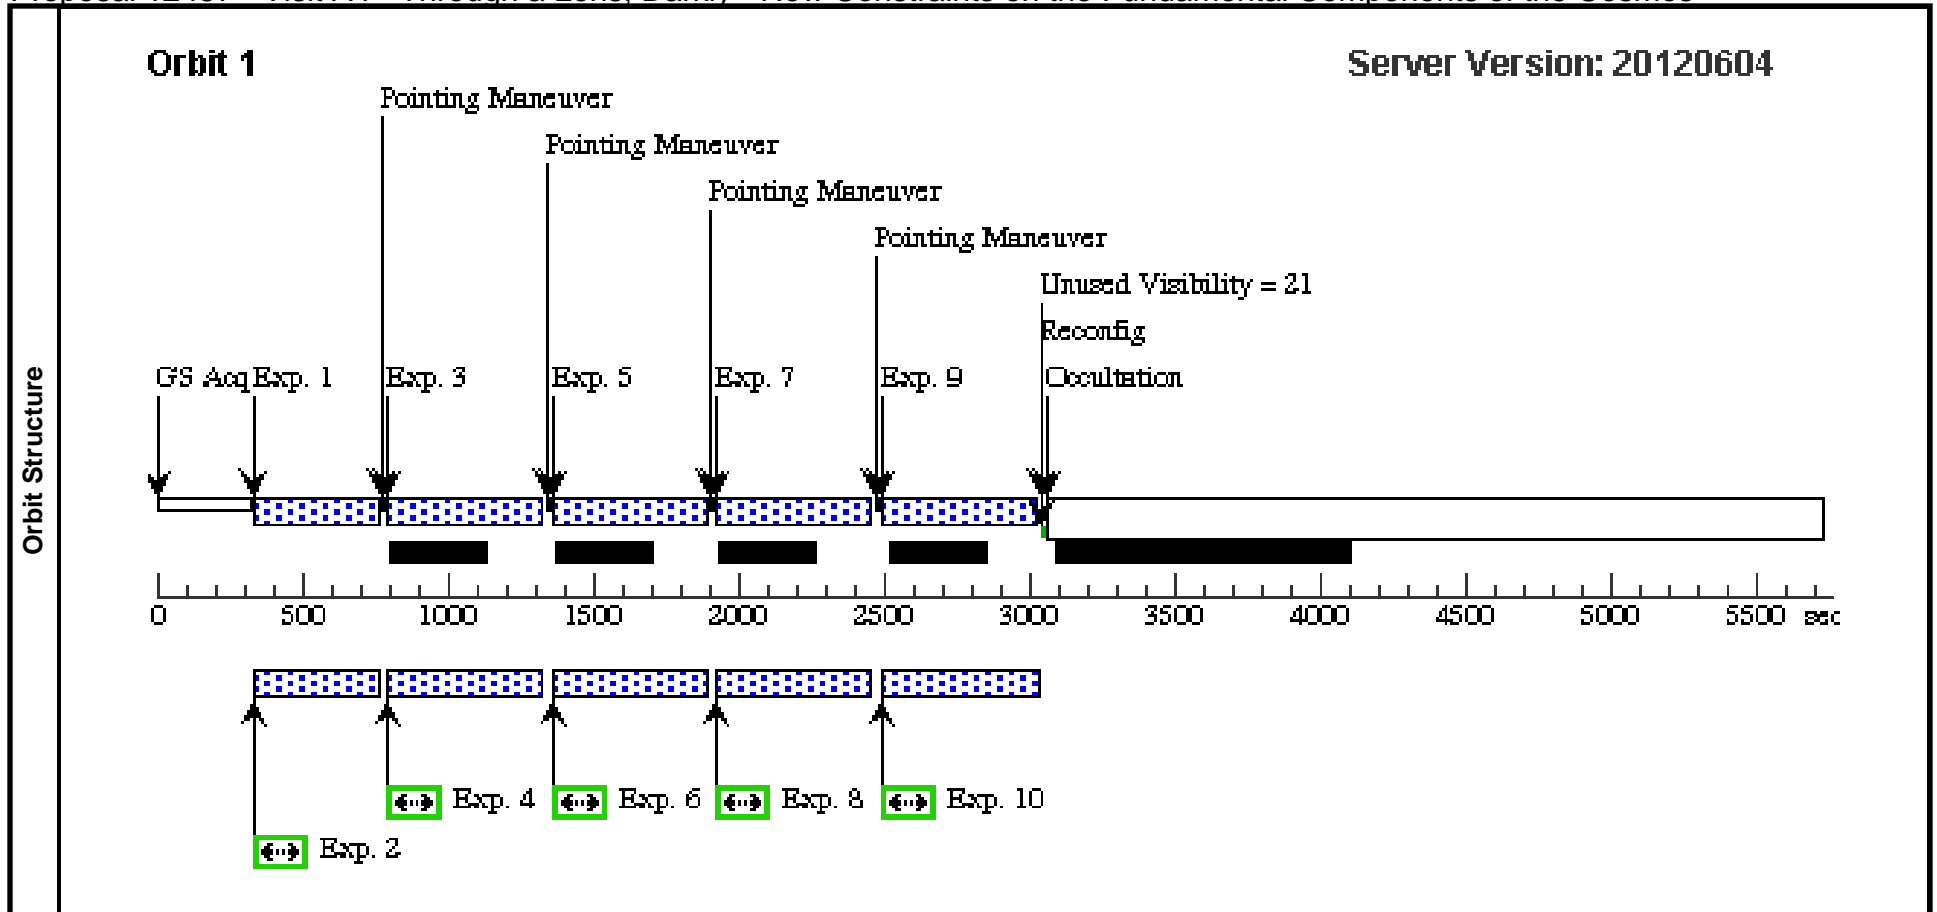 Orbit 1
Server Version: 20120604
Pointing Maneuver
Pointing Maneuver
Pointing Maneuver
Pointing Maneuver
Unused Visibility = 21
Reconfig
GS Acq Exp. 1 Exp. 3 Exp. 5 Exp. 7 Exp. 9 Occultation
Orbit Structure
0 500 1000 1500 2000 2500 3000 3500 4000 4500 5000 5500 sec
Exp. 4 Exp. 6 Exp. 8 Exp. 10
Exp. 2